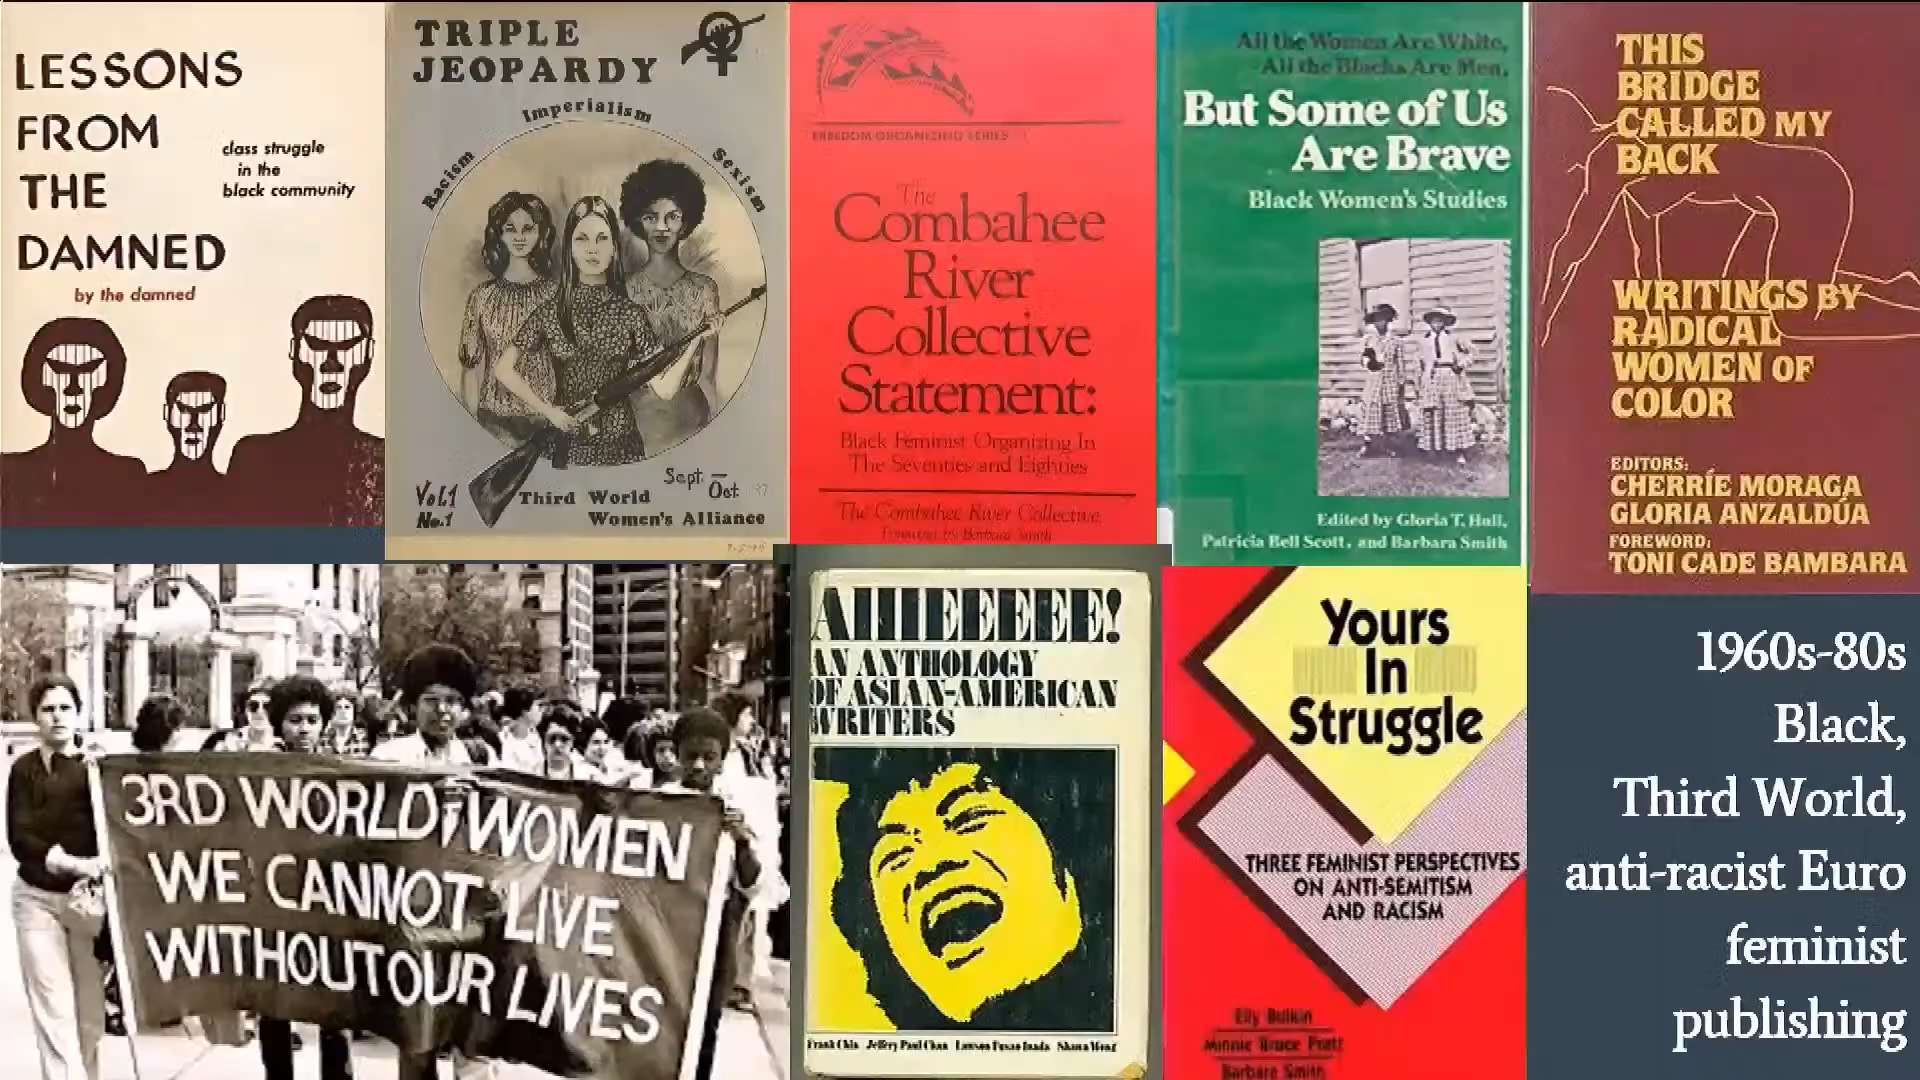 LESSONS
FROM
THE
DAMNED
class struggle
in the
black community
by the damned
TRIPLE
JEOPARDY
Racism
Imperialism
Sexism
Vol.1
No.1
Sept-
Oct
Third World
Women's Alliance
FREEDOM ORGANIZING SERIES
The
Combahee
River
Collective
Statement:
Black Feminist Organizing In
The Seventies and Eighties
The Combahee River Collective
Foreword by Barbara Smith
All the Women Are White,
All the Blacks Are Men,
But Some of Us
Are Brave
Black Women's Studies
Edited by Gloria T. Hull,
Patricia Bell Scott, and Barbara Smith
THIS
BRIDGE
CALLED MY
BACK
WRITINGS BY
RADICAL
WOMEN OF
COLOR
EDITORS:
CHERRÍE MORAGA
GLORIA ANZALDÚA
FOREWORD:
TONI CADE BAMBARA
3RD WORLD WOMEN
WE CANNOT LIVE
WITHOUT OUR LIVES
AIIIEEEEE!
AN ANTHOLOGY
OF ASIAN-AMERICAN
WRITERS
Frank Chin Jeffery Paul Chan Lawson Fusao Inada Shawn Wong
Yours
In
Struggle
THREE FEMINIST PERSPECTIVES
ON ANTI-SEMITISM
AND RACISM
Elly Bulkin
Minnie Bruce Pratt
Barbara Smith
1960s-80s
Black,
Third World,
anti-racist Euro
feminist
publishing